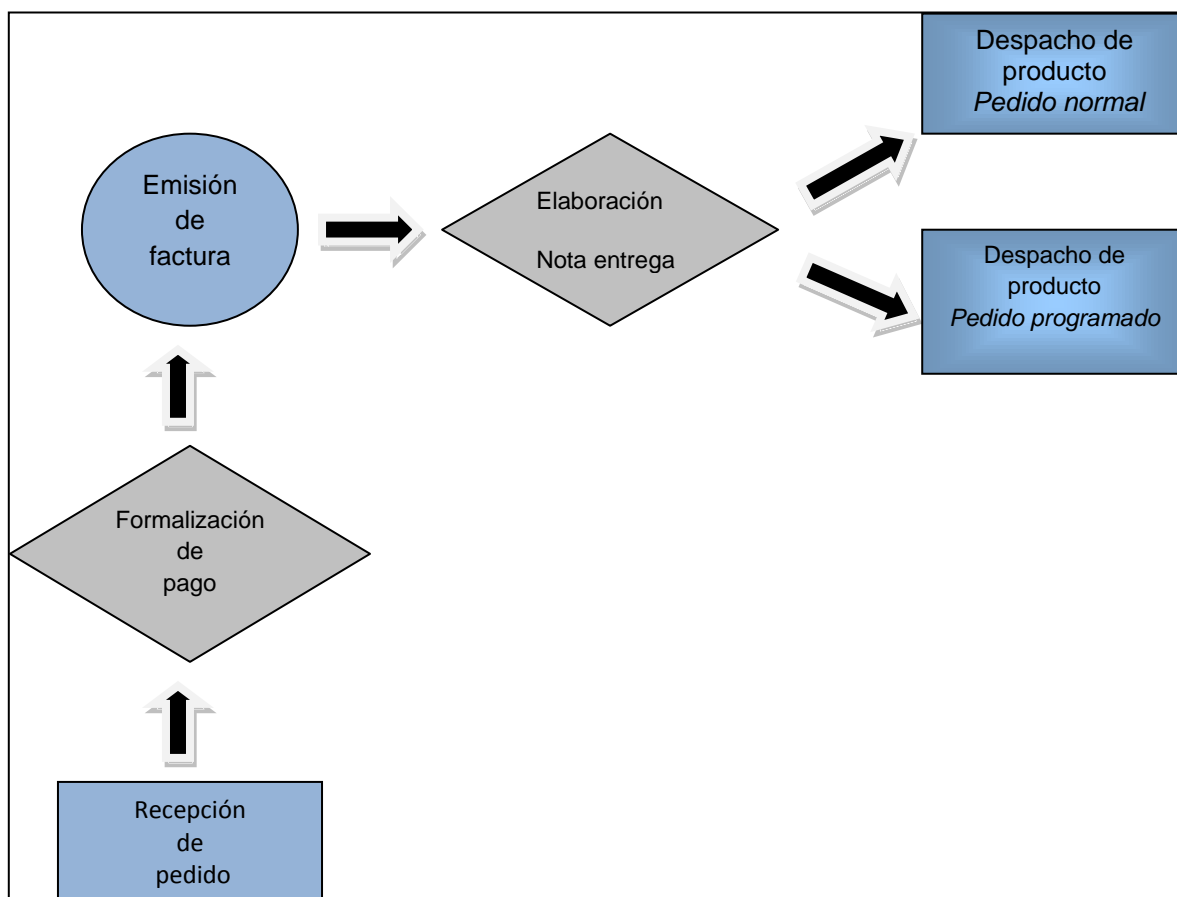 Despacho de
producto
Pedido normal
Emisión
de
factura
Elaboración
Nota entrega
Despacho de
producto
Pedido programado
Formalización
de
pago
Recepción
de
pedido